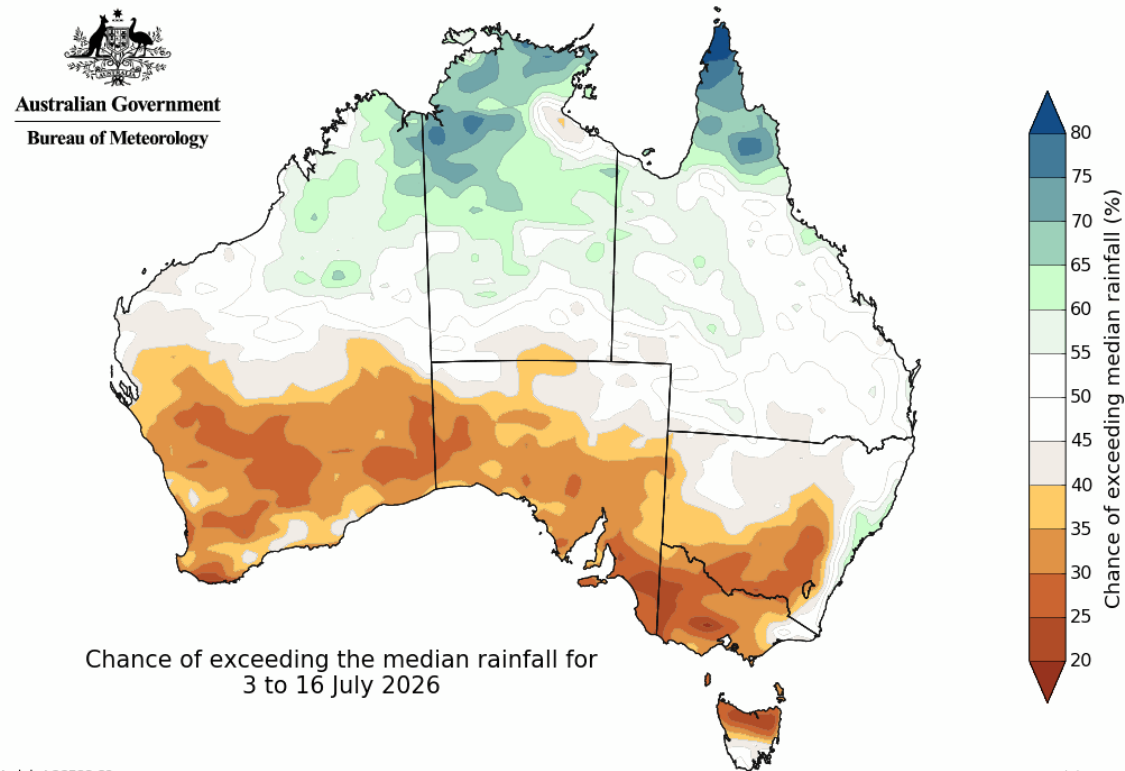 Australian Government
Bureau of Meteorology
80
75
70
65
60
55
50
45
40
35
30
25
20
Chance of exceeding median rainfall (%)
Chance of exceeding the median rainfall for
3 to 16 July 2026